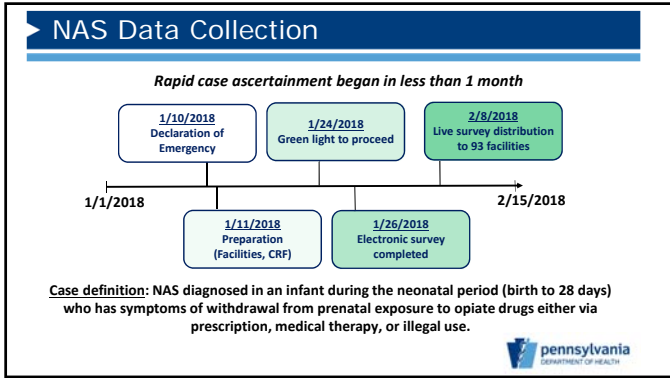 NAS Data Collection
Rapid case ascertainment began in less than 1 month
1/10/2018
Declaration of
Emergency
1/24/2018
Green light to proceed
2/8/2018
Live survey distribution
to 93 facilities
1/1/2018
2/15/2018
1/11/2018
Preparation
(Facilities, CRF)
1/26/2018
Electronic survey
completed
Case definition: NAS diagnosed in an infant during the neonatal period (birth to 28 days)
who has symptoms of withdrawal from prenatal exposure to opiate drugs either via
prescription, medical therapy, or illegal use.
pennsylvania
DEPARTMENT OF HEALTH